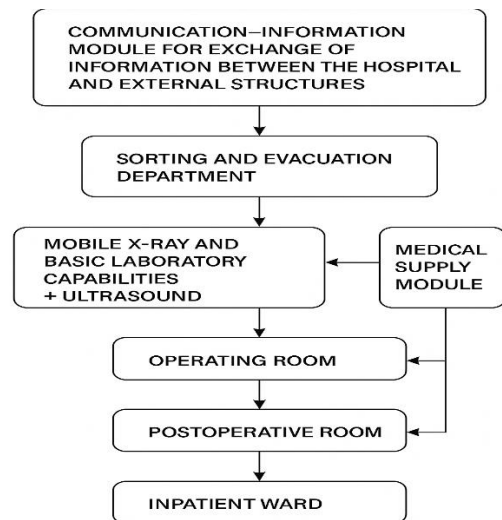 COMMUNICATION–INFORMATION
MODULE FOR EXCHANGE OF
INFORMATION BETWEEN THE HOSPITAL
AND EXTERNAL STRUCTURES
SORTING AND EVACUATION
DEPARTMENT
MOBILE X-RAY AND
BASIC LABORATORY
CAPABILITIES
+ ULTRASOUND
MEDICAL
SUPPLY
MODULE
OPERATING ROOM
POSTOPERATIVE ROOM
INPATIENT WARD